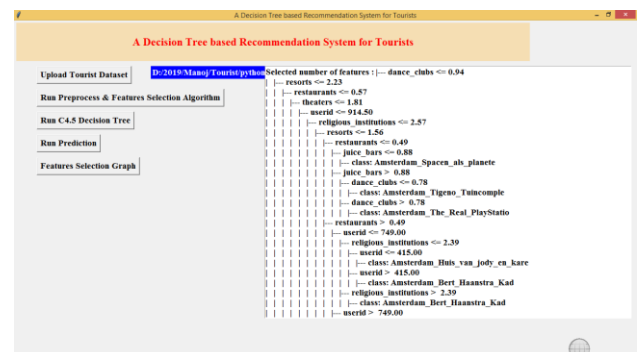 A Decision Tree based Recommendation System for Tourists
A Decision Tree based Recommendation System for Tourists
Upload Tourist Dataset
D:/2019/Manoj/Tourist/python
Run Preprocess & Features Selection Algorithm
Run C4.5 Decision Tree
Run Prediction
Features Selection Graph
Selected number of features : |--- dance_clubs <= 0.94
| |--- resorts <= 2.23
| | |--- restaurants <= 0.57
| | | |--- theaters <= 1.81
| | | | |--- userid <= 914.50
| | | | | |--- religious_institutions <= 2.57
| | | | | | |--- resorts <= 1.56
| | | | | | | |--- restaurants <= 0.49
| | | | | | | | |--- juice_bars <= 0.88
| | | | | | | | | |--- class: Amsterdam_Spacen_als_planete
| | | | | | | | |--- juice_bars > 0.88
| | | | | | | | | |--- dance_clubs <= 0.78
| | | | | | | | | | |--- class: Amsterdam_Tigeno_Tuincomple
| | | | | | | | | |--- dance_clubs > 0.78
| | | | | | | | | | |--- class: Amsterdam_The_Real_PlayStatio
| | | | | | | |--- restaurants > 0.49
| | | | | | | | |--- userid <= 749.00
| | | | | | | | | |--- religious_institutions <= 2.39
| | | | | | | | | | |--- userid <= 415.00
| | | | | | | | | | | |--- class: Amsterdam_Huis_van_jody_en_kare
| | | | | | | | | | |--- userid > 415.00
| | | | | | | | | | | |--- class: Amsterdam_Bert_Haanstra_Kad
| | | | | | | | | |--- religious_institutions > 2.39
| | | | | | | | | | |--- class: Amsterdam_Bert_Haanstra_Kad
| | | | | | | | |--- userid > 749.00